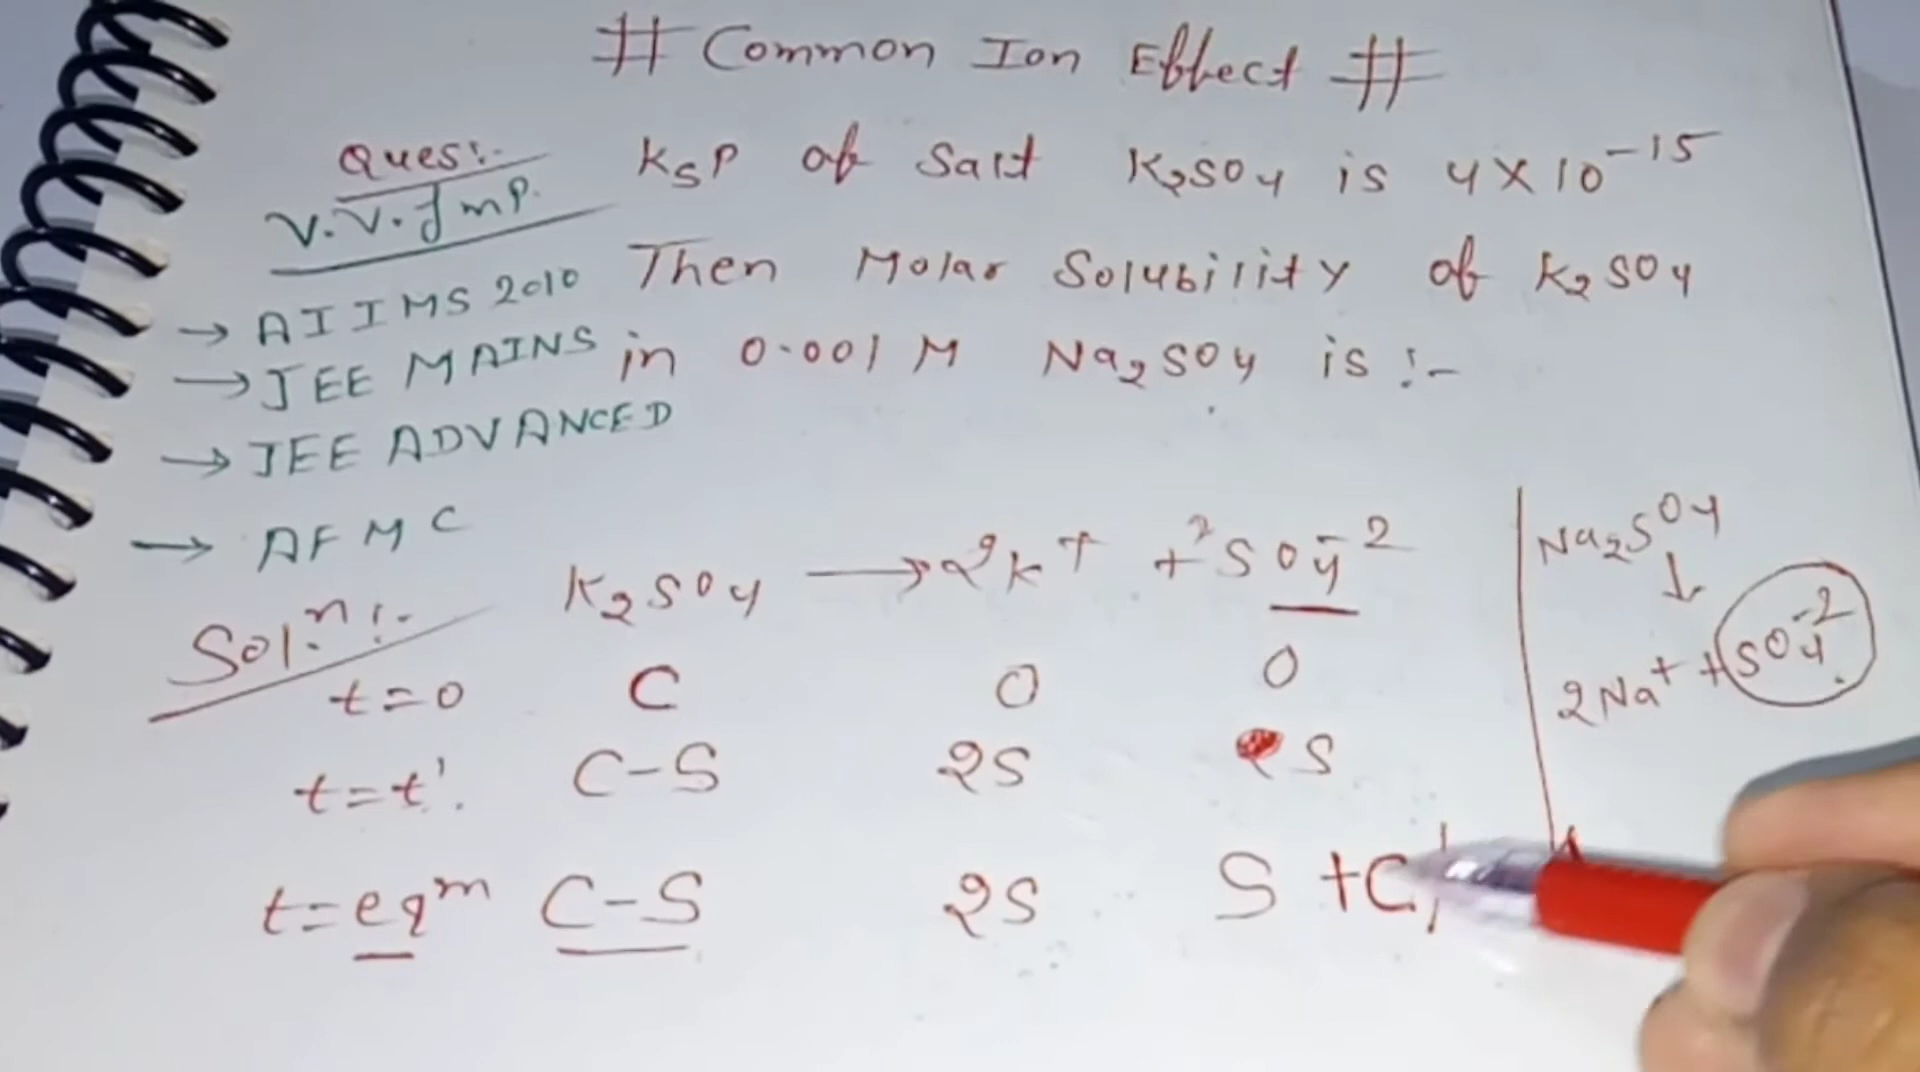 # Common Ion Effect #
Ques:- Ksp of Salt K2SO4 is 4×10^-15
V.V.Imp.
Then Molar Solubility of K2SO4
in 0.001 M Na2SO4 is :-
→ AIIMS 2010
→ JEE MAINS
→ JEE ADVANCED
→ AFMC
Sol.n:-
K2SO4 → 2K+ + SO4^-2
t=0 C 0 0
t=t' C-S 2S S
t=eqm C-S 2S S + C
Na2SO4
↓
2Na+ + SO4^-2